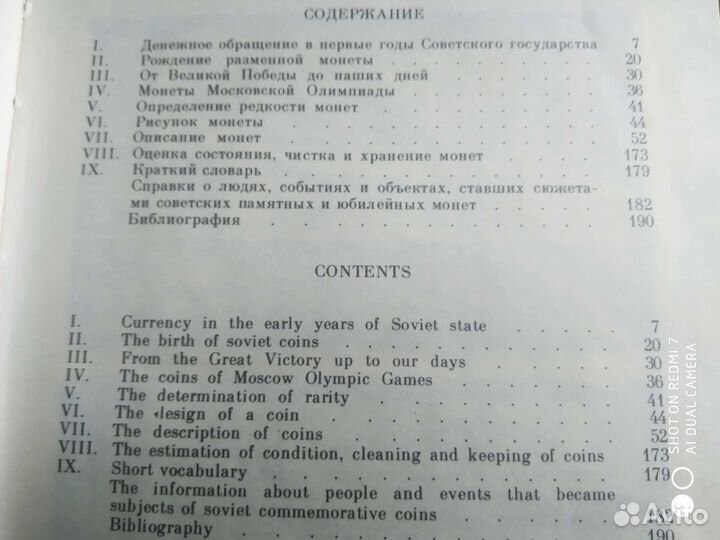 СОДЕРЖАНИЕ
I. Денежное обращение в первые годы Советского государства 7
II. Рождение разменной монеты . . . . . . . . . . 20
III. От Великой Победы до наших дней . . . . . . . 30
IV. Монеты Московской Олимпиады . . . . . . . . 36
V. Определение редкости монет . . . . . . . . . 41
VI. Рисунок монеты . . . . . . . . . . . . 44
VII. Описание монет . . . . . . . . . . . . 52
VIII. Оценка состояния, чистка и хранение монет . . . . . 173
IX. Краткий словарь . . . . . . . . . . . . 179
Справки о людях, событиях и объектах, ставших сюжета-
ми советских памятных и юбилейных монет . . . . . 182
Библиография . . . . . . . . . . . . 190
CONTENTS
I. Currency in the early years of Soviet state . . . . . . 7
II. The birth of soviet coins . . . . . . . . . . 20
III. From the Great Victory up to our days . . . . . . 30
IV. The coins of Moscow Olympic Games . . . . . . . 36
V. The determination of rarity . . . . . . . . . 41
VI. The design of a coin . . . . . . . . . . 44
VII. The description of coins . . . . . . . . . 52
VIII. The estimation of condition, cleaning and keeping of coins 173
IX. Short vocabulary . . . . . . . . . . . 179
The information about people and events that became
subjects of soviet commemorative coins . . . . . . 182
Bibliography . . . . . . . . . . . . 190
SHOT ON REDMI 7
AI DUAL CAMERA
Avito